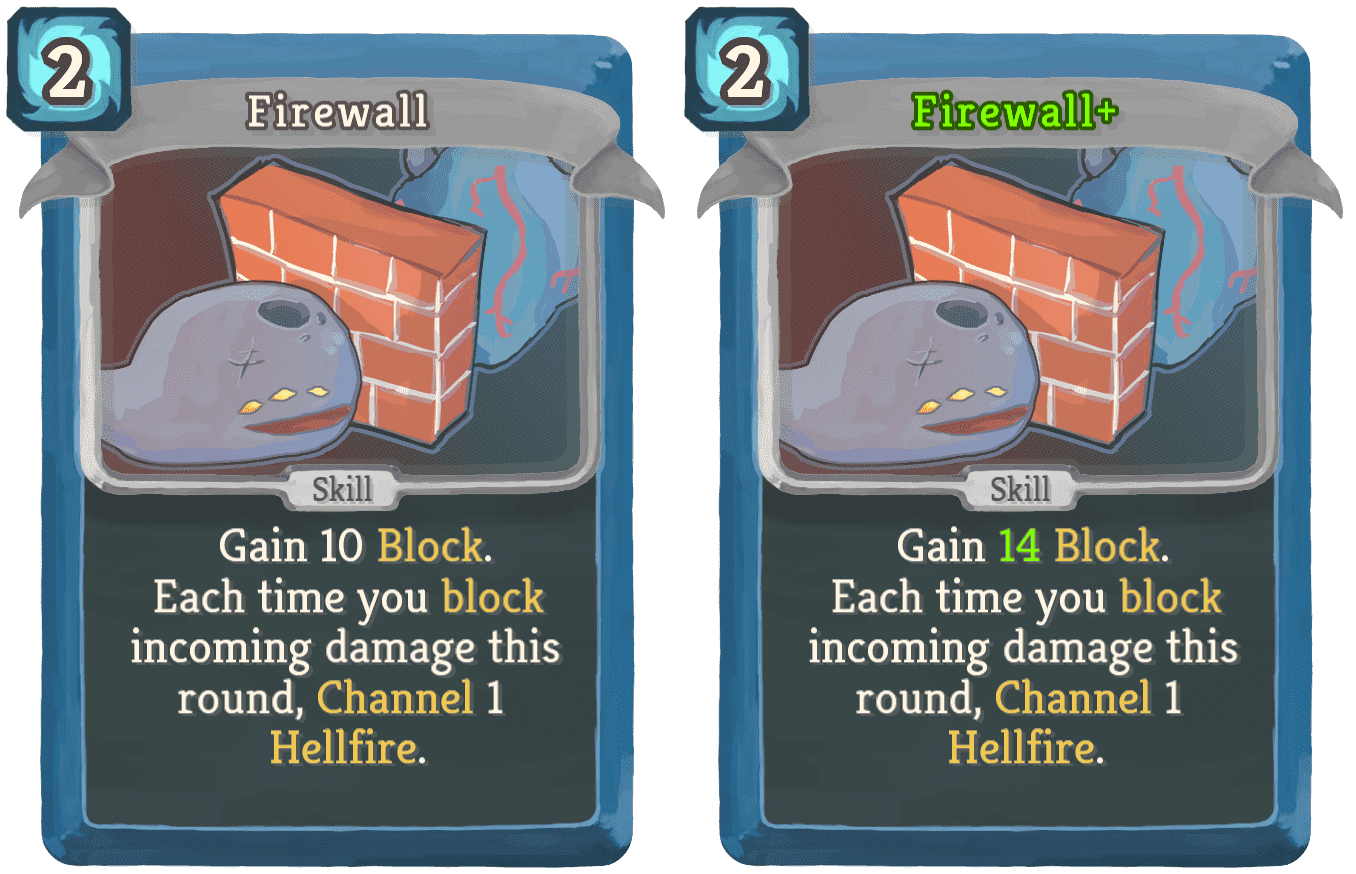 2
Firewall
Skill
Gain 10 Block.
Each time you block
incoming damage this
round, Channel 1
Hellfire.
2
Firewall+
Skill
Gain 14 Block.
Each time you block
incoming damage this
round, Channel 1
Hellfire.